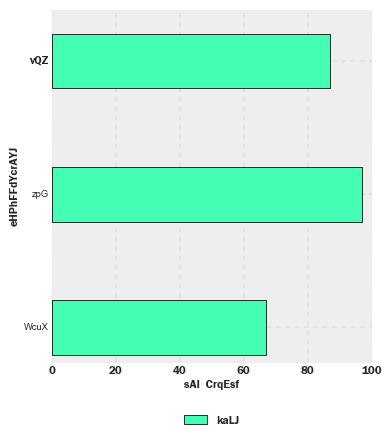 vQZ
zpG
WcuX
eHPhFFdYcrAYJ
0 20 40 60 80 100
sAI CrqEsf
kaLJ